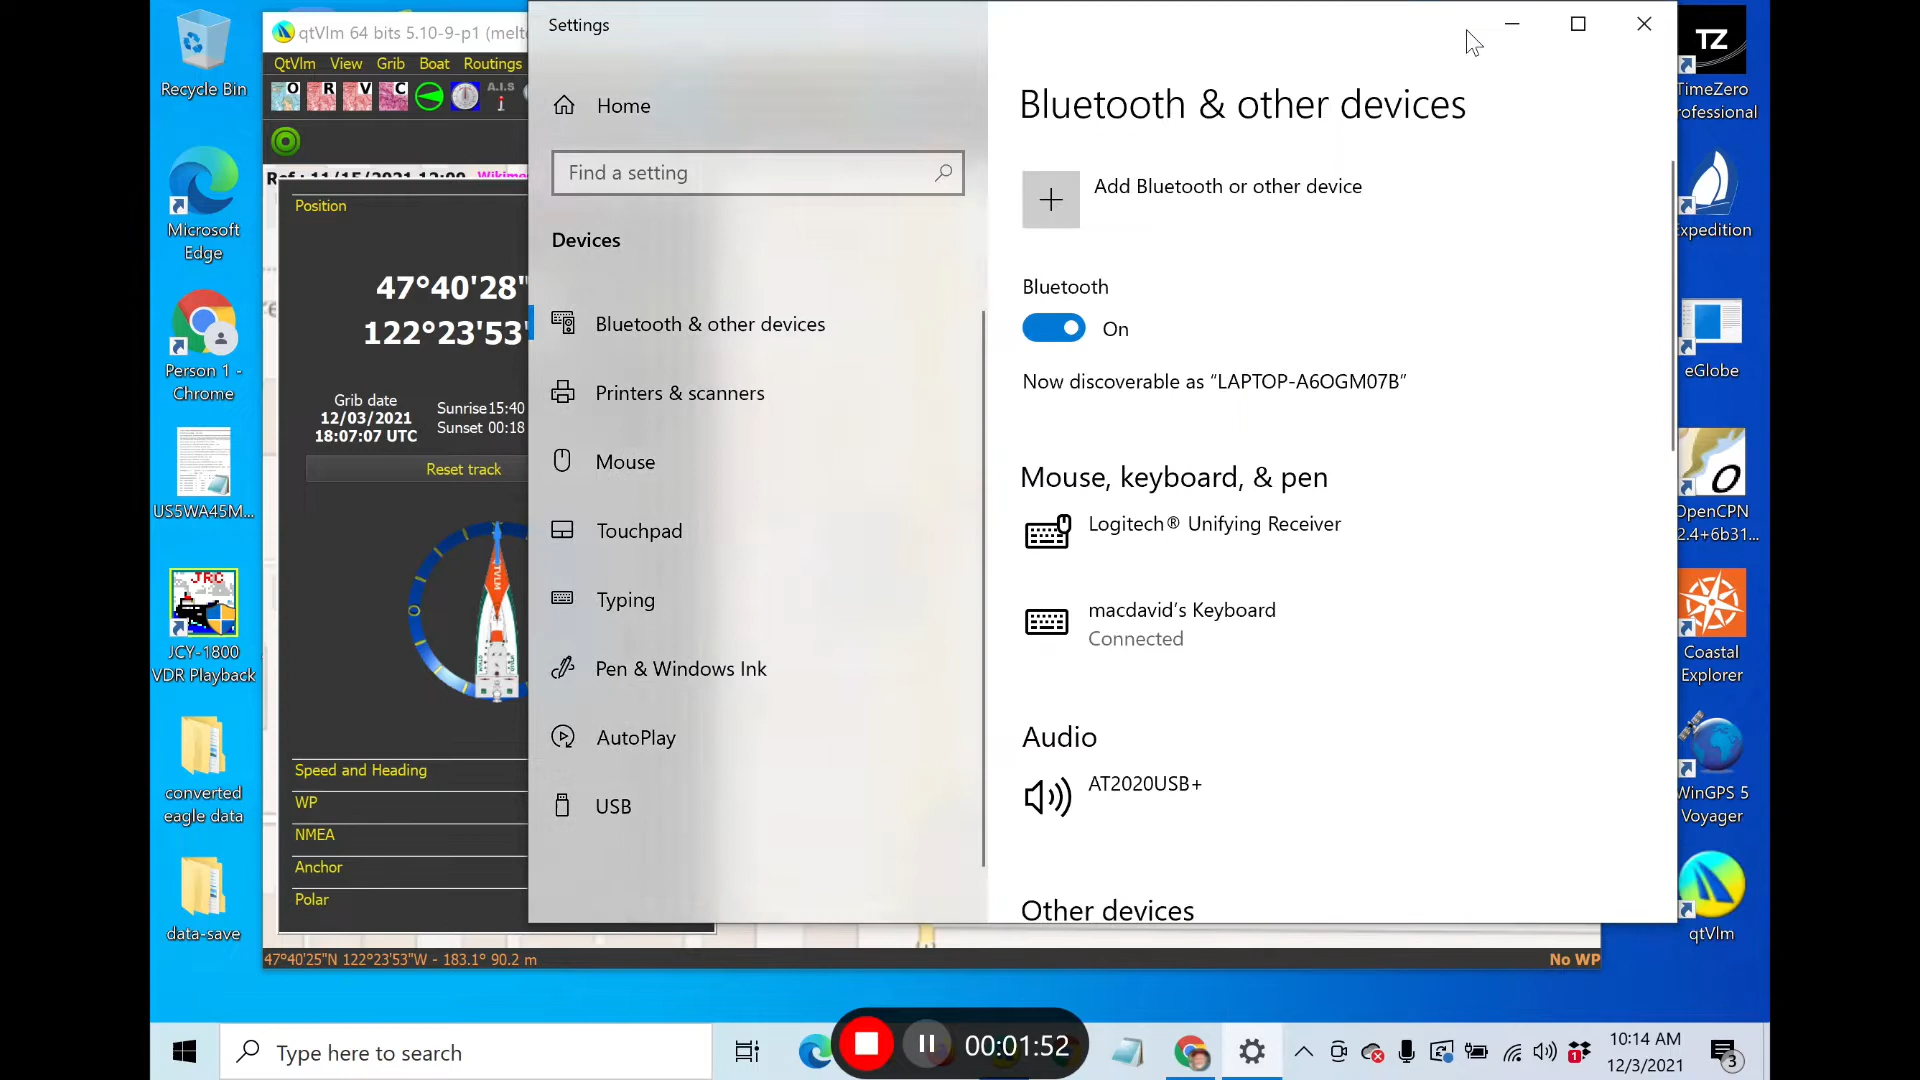 Recycle Bin
Microsoft
Edge
Person 1 -
Chrome
US5WA45M...
JRC
JCY-1800
VDR Playback
converted
eagle data
data-save
qtVlm 64 bits 5.10-9-p1
QtVlm View Grib Boat Routings
O R V C A.I.S
Position
47°40'28"
122°23'53'
Grib date
12/03/2021
18:07:07 UTC
Sunrise 15:40
Sunset 00:18
Reset track
Speed and Heading
WP
NMEA
Anchor
Polar
47°40'25"N 122°23'53"W - 183.1° 90.2 m
No WP
Settings
Home
Find a setting
Devices
Bluetooth & other devices
Printers & scanners
Mouse
Touchpad
Typing
Pen & Windows Ink
AutoPlay
USB
Bluetooth & other devices
Add Bluetooth or other device
Bluetooth
On
Now discoverable as “LAPTOP-A6OGM07B”
Mouse, keyboard, & pen
Logitech® Unifying Receiver
macdavid’s Keyboard
Connected
Audio
AT2020USB+
Other devices
TZ
TimeZero
rofessional
xpedition
eGlobe
OpenCPN
2.4+6b31...
Coastal
Explorer
WinGPS 5
Voyager
qtVlm
Type here to search
00:01:52
10:14 AM
12/3/2021
1
3